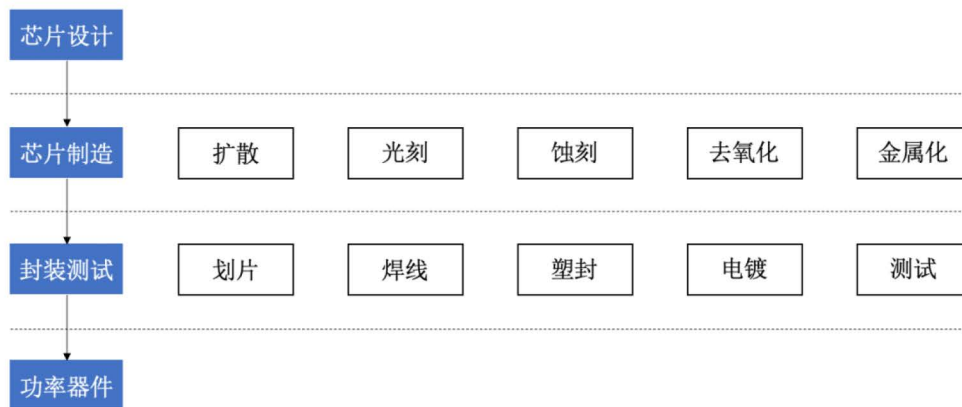 芯片设计
芯片制造 扩散 光刻 蚀刻 去氧化 金属化
封装测试 划片 焊线 塑封 电镀 测试
功率器件